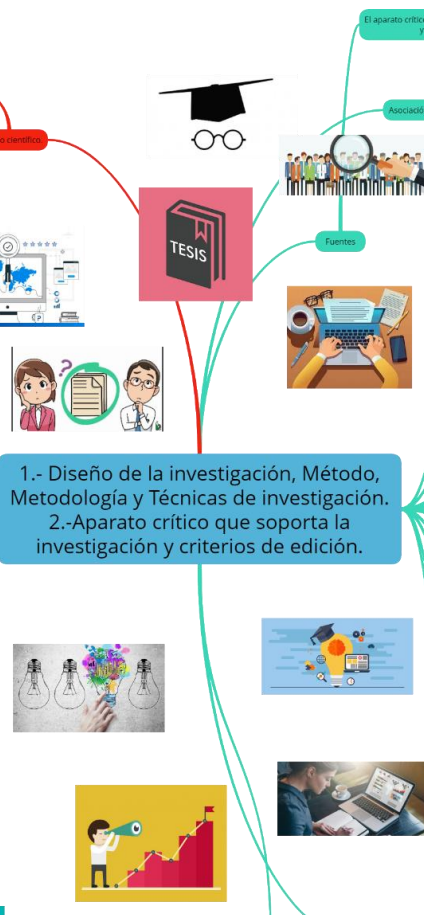 El aparato crític
y
Asociació
o científico.
TESIS
Fuentes
1.- Diseño de la investigación, Método,
Metodología y Técnicas de investigación.
2.-Aparato crítico que soporta la
investigación y criterios de edición.